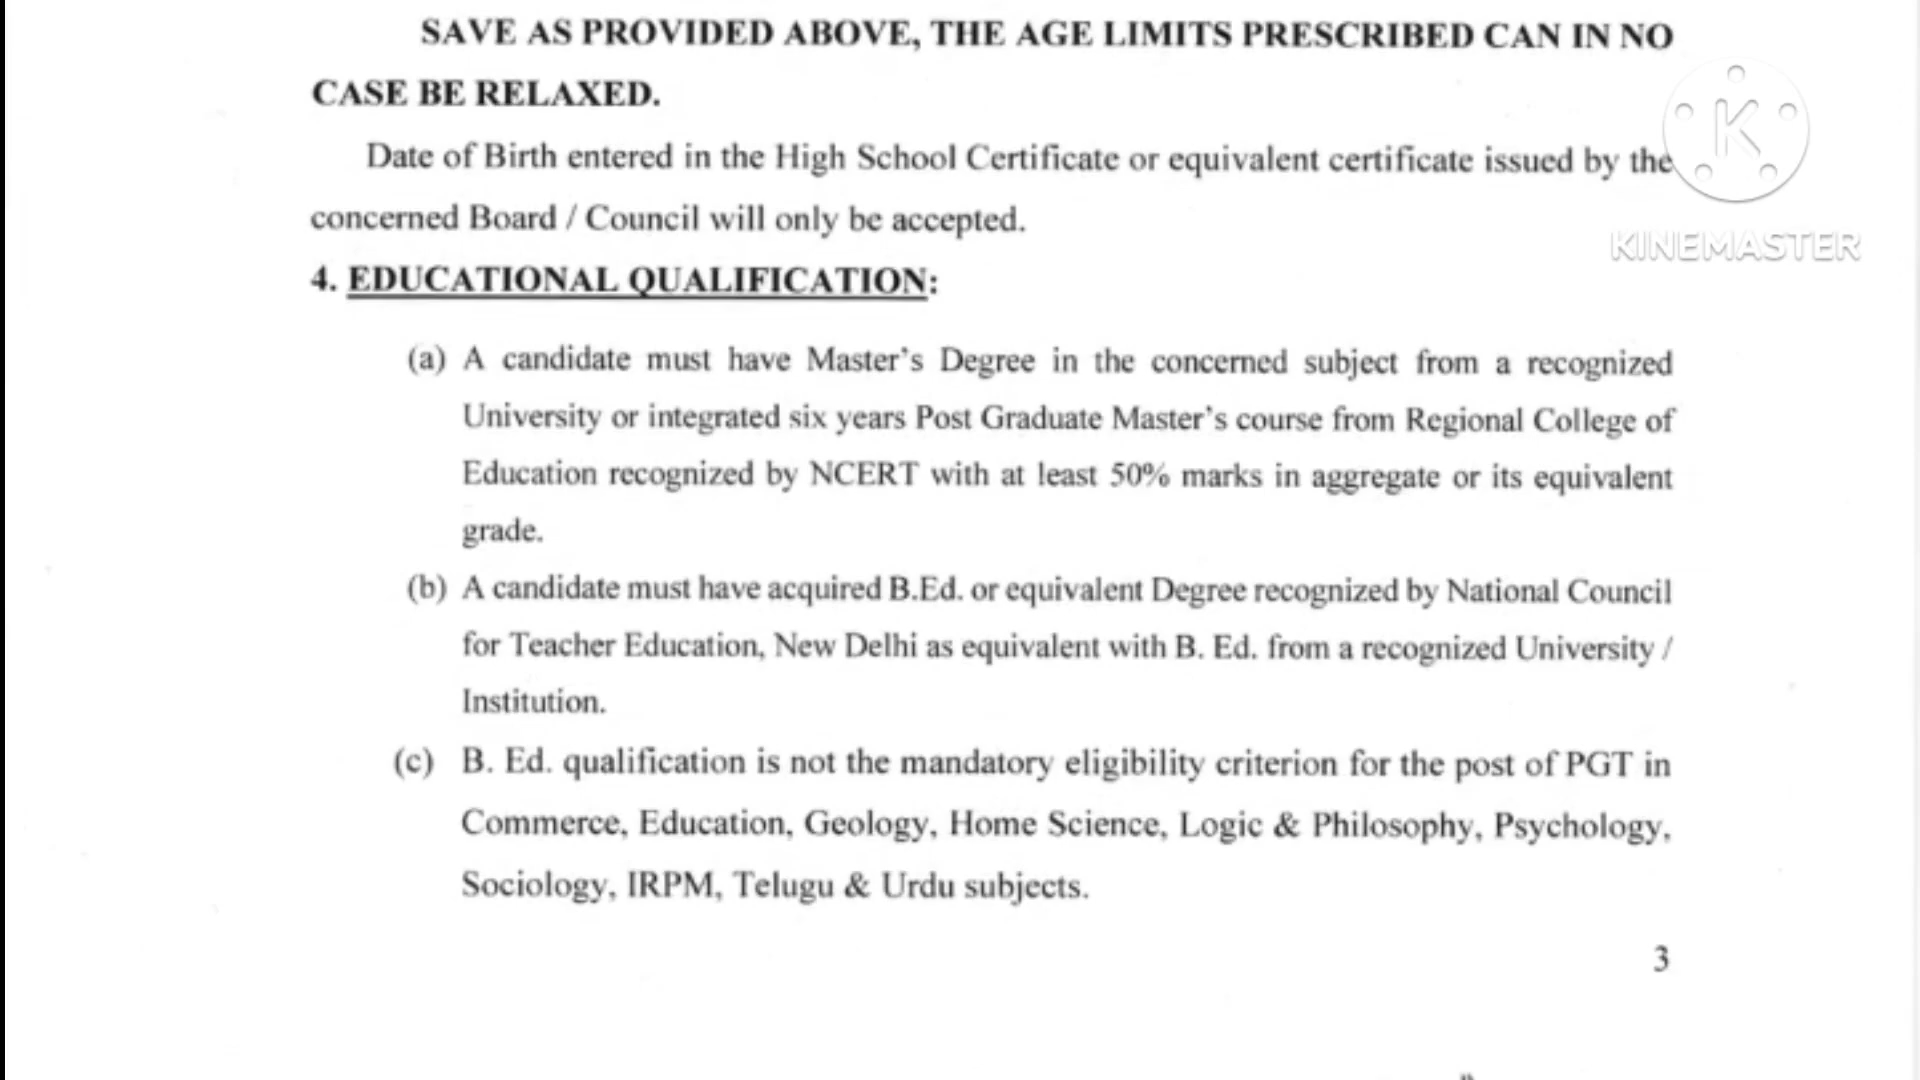 SAVE AS PROVIDED ABOVE, THE AGE LIMITS PRESCRIBED CAN IN NO
CASE BE RELAXED.
Date of Birth entered in the High School Certificate or equivalent certificate issued by the
concerned Board / Council will only be accepted.
KINEMASTER
4. EDUCATIONAL QUALIFICATION:
(a) A candidate must have Master's Degree in the concerned subject from a recognized
University or integrated six years Post Graduate Master's course from Regional College of
Education recognized by NCERT with at least 50% marks in aggregate or its equivalent
grade.
(b) A candidate must have acquired B.Ed. or equivalent Degree recognized by National Council
for Teacher Education, New Delhi as equivalent with B. Ed. from a recognized University /
Institution.
(c) B. Ed. qualification is not the mandatory eligibility criterion for the post of PGT in
Commerce, Education, Geology, Home Science, Logic & Philosophy, Psychology,
Sociology, IRPM, Telugu & Urdu subjects.
3